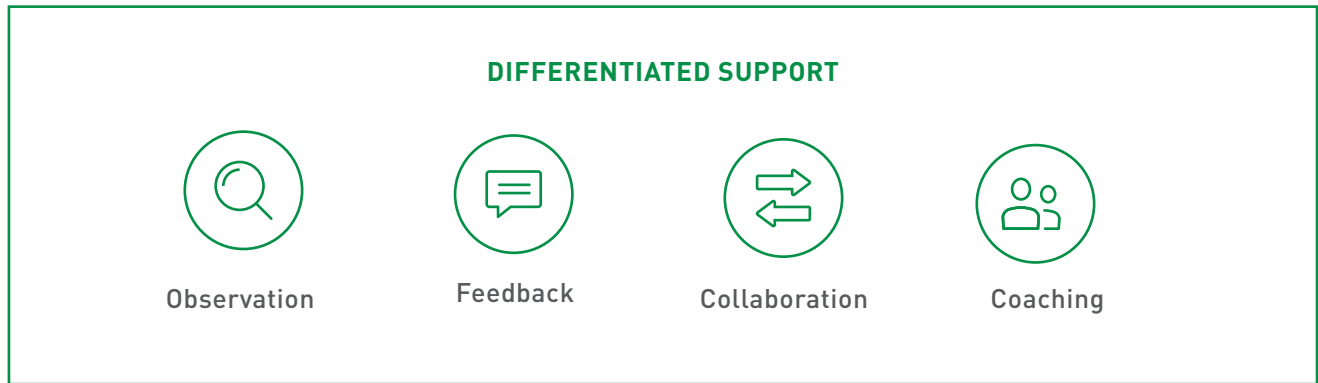 DIFFERENTIATED SUPPORT
Observation
Feedback
Collaboration
Coaching